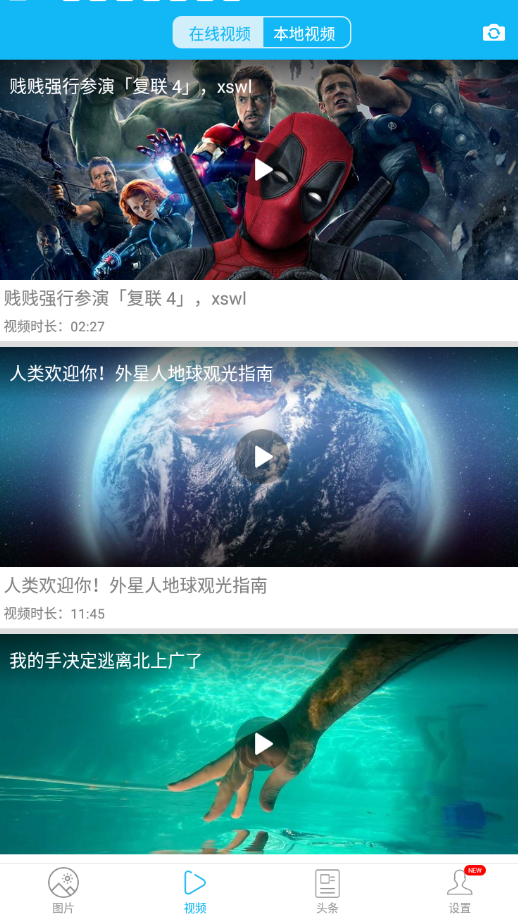 在线视频
本地视频
贱贱强行参演「复联 4」，xswl
贱贱强行参演「复联 4」，xswl
视频时长：02:27
人类欢迎你！外星人地球观光指南
人类欢迎你！外星人地球观光指南
视频时长：11:45
我的手决定逃离北上广了
图片
视频
头条
NEW
设置